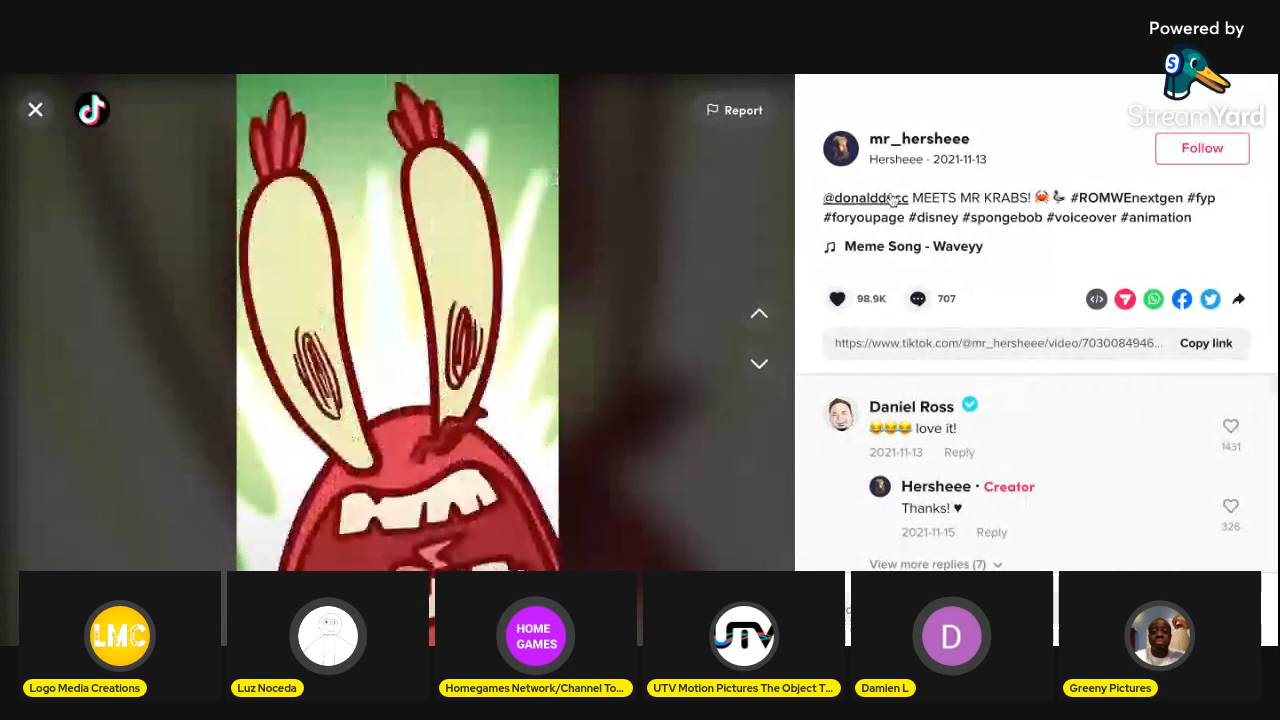 Powered by
StreamYard
Report
mr_hersheee
Hersheee · 2021-11-13
Follow
MEETS MR KRABS! 🦀 🦆 #ROMWEnextgen #fyp
#foryoupage #disney #spongebob #voiceover #animation
Meme Song - Waveyy
98.9K
707
https://www.tiktok.com/@mr_hersheee/video/7030084946...
Copy link
Daniel Ross
😂😂😂 love it!
1431
2021-11-13 Reply
Hersheee · Creator
Thanks! ♥
326
2021-11-15 Reply
View more replies (7)
LMC
HOME
GAMES
UTV
D
Logo Media Creations
Luz Noceda
Homegames Network/Channel To...
UTV Motion Pictures The Object T...
Damien L
Greeny Pictures